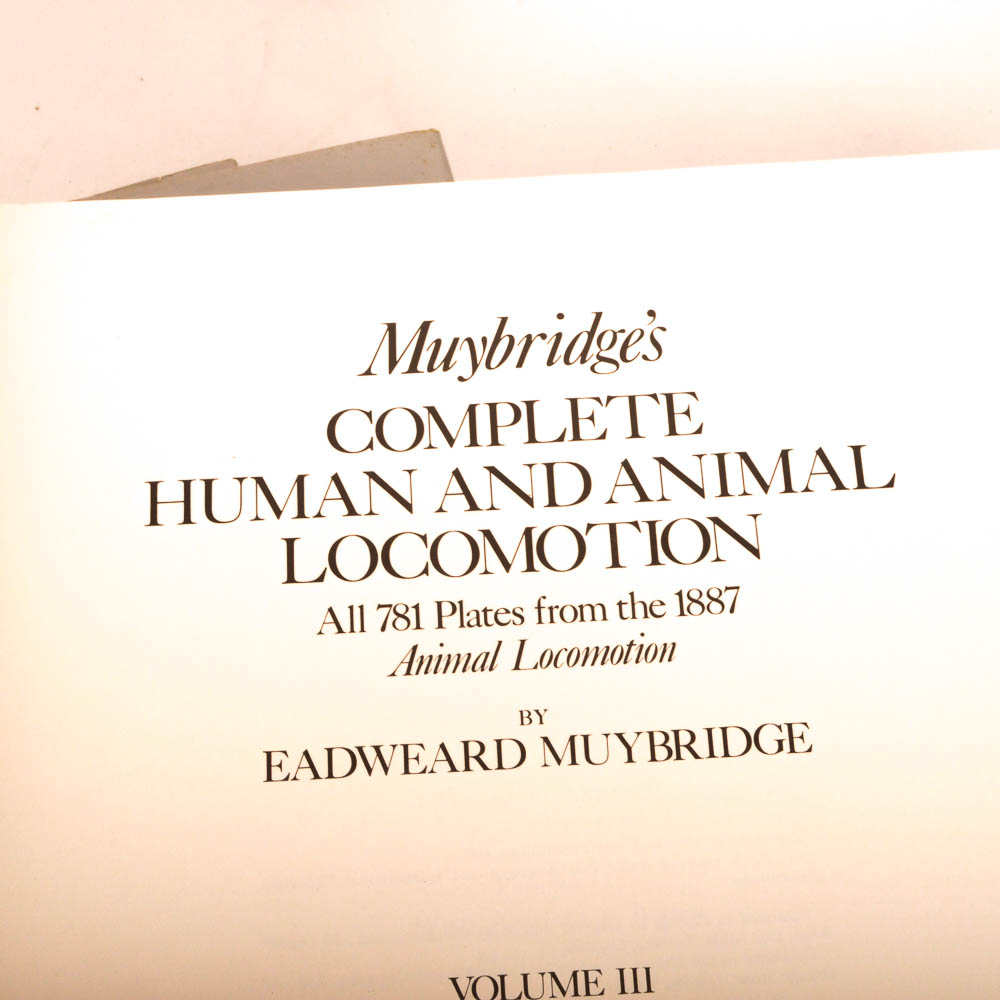 Muybridge's
COMPLETE
HUMAN AND ANIMAL
LOCOMOTION
All 781 Plates from the 1887
Animal Locomotion
BY
EADWEARD MUYBRIDGE
VOLUME III